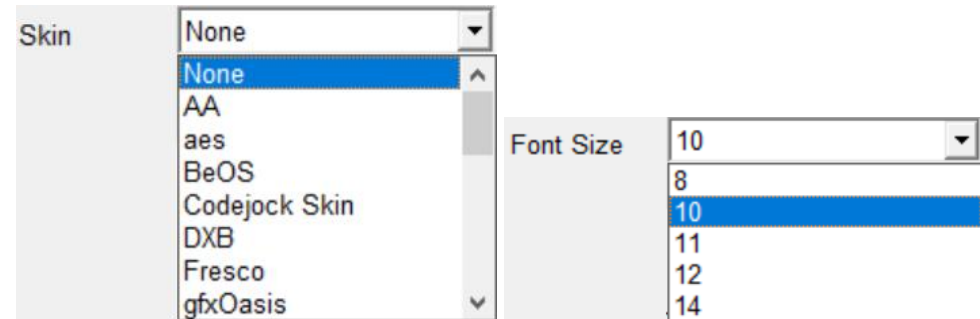 Skin
None
None
AA
aes
BeOS
Codejock Skin
DXB
Fresco
gfxOasis
Font Size
10
8
10
11
12
14